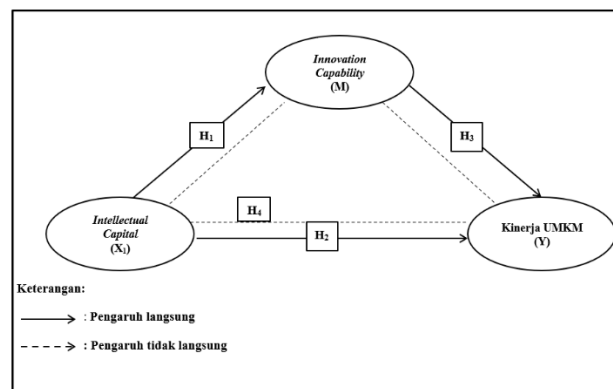 Innovation
Capability
(M)
H₁
H₃
Intellectual
Capital
(X₁)
H₄
H₂
Kinerja UMKM
(Y)
Keterangan:
: Pengaruh langsung
: Pengaruh tidak langsung